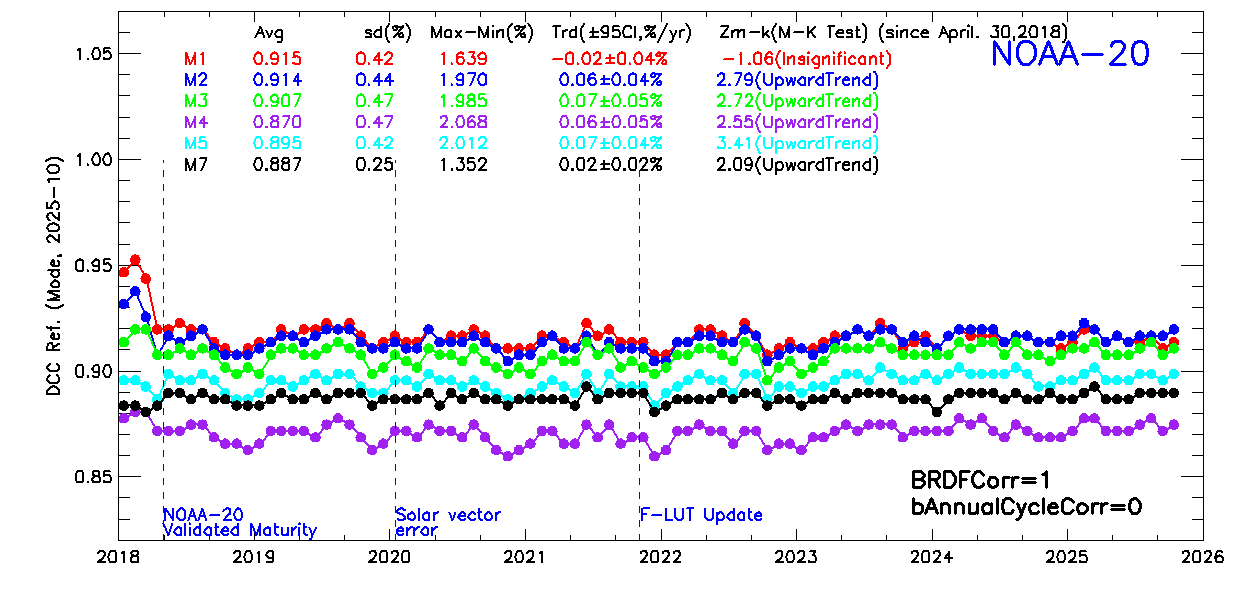 Avg sd(%) Max-Min(%) Trd(±95CI,%/yr) Zm-k(M-K Test) (since April. 30,2018)
NOAA-20
M1 0.915 0.42 1.639 -0.02±0.04% -1.06(Insignificant)
M2 0.914 0.44 1.970 0.06±0.04% 2.79(UpwardTrend)
M3 0.907 0.47 1.985 0.07±0.05% 2.72(UpwardTrend)
M4 0.870 0.47 2.068 0.06±0.05% 2.55(UpwardTrend)
M5 0.895 0.42 2.012 0.07±0.04% 3.41(UpwardTrend)
M7 0.887 0.25 1.352 0.02±0.02% 2.09(UpwardTrend)
DCC Ref. (Mode, 2025-10)
1.05
1.00
0.95
0.90
0.85
BRDFCorr=1
bAnnualCycleCorr=0
NOAA-20
Validated Maturity
Solar vector
error
F-LUT Update
2018 2019 2020 2021 2022 2023 2024 2025 2026